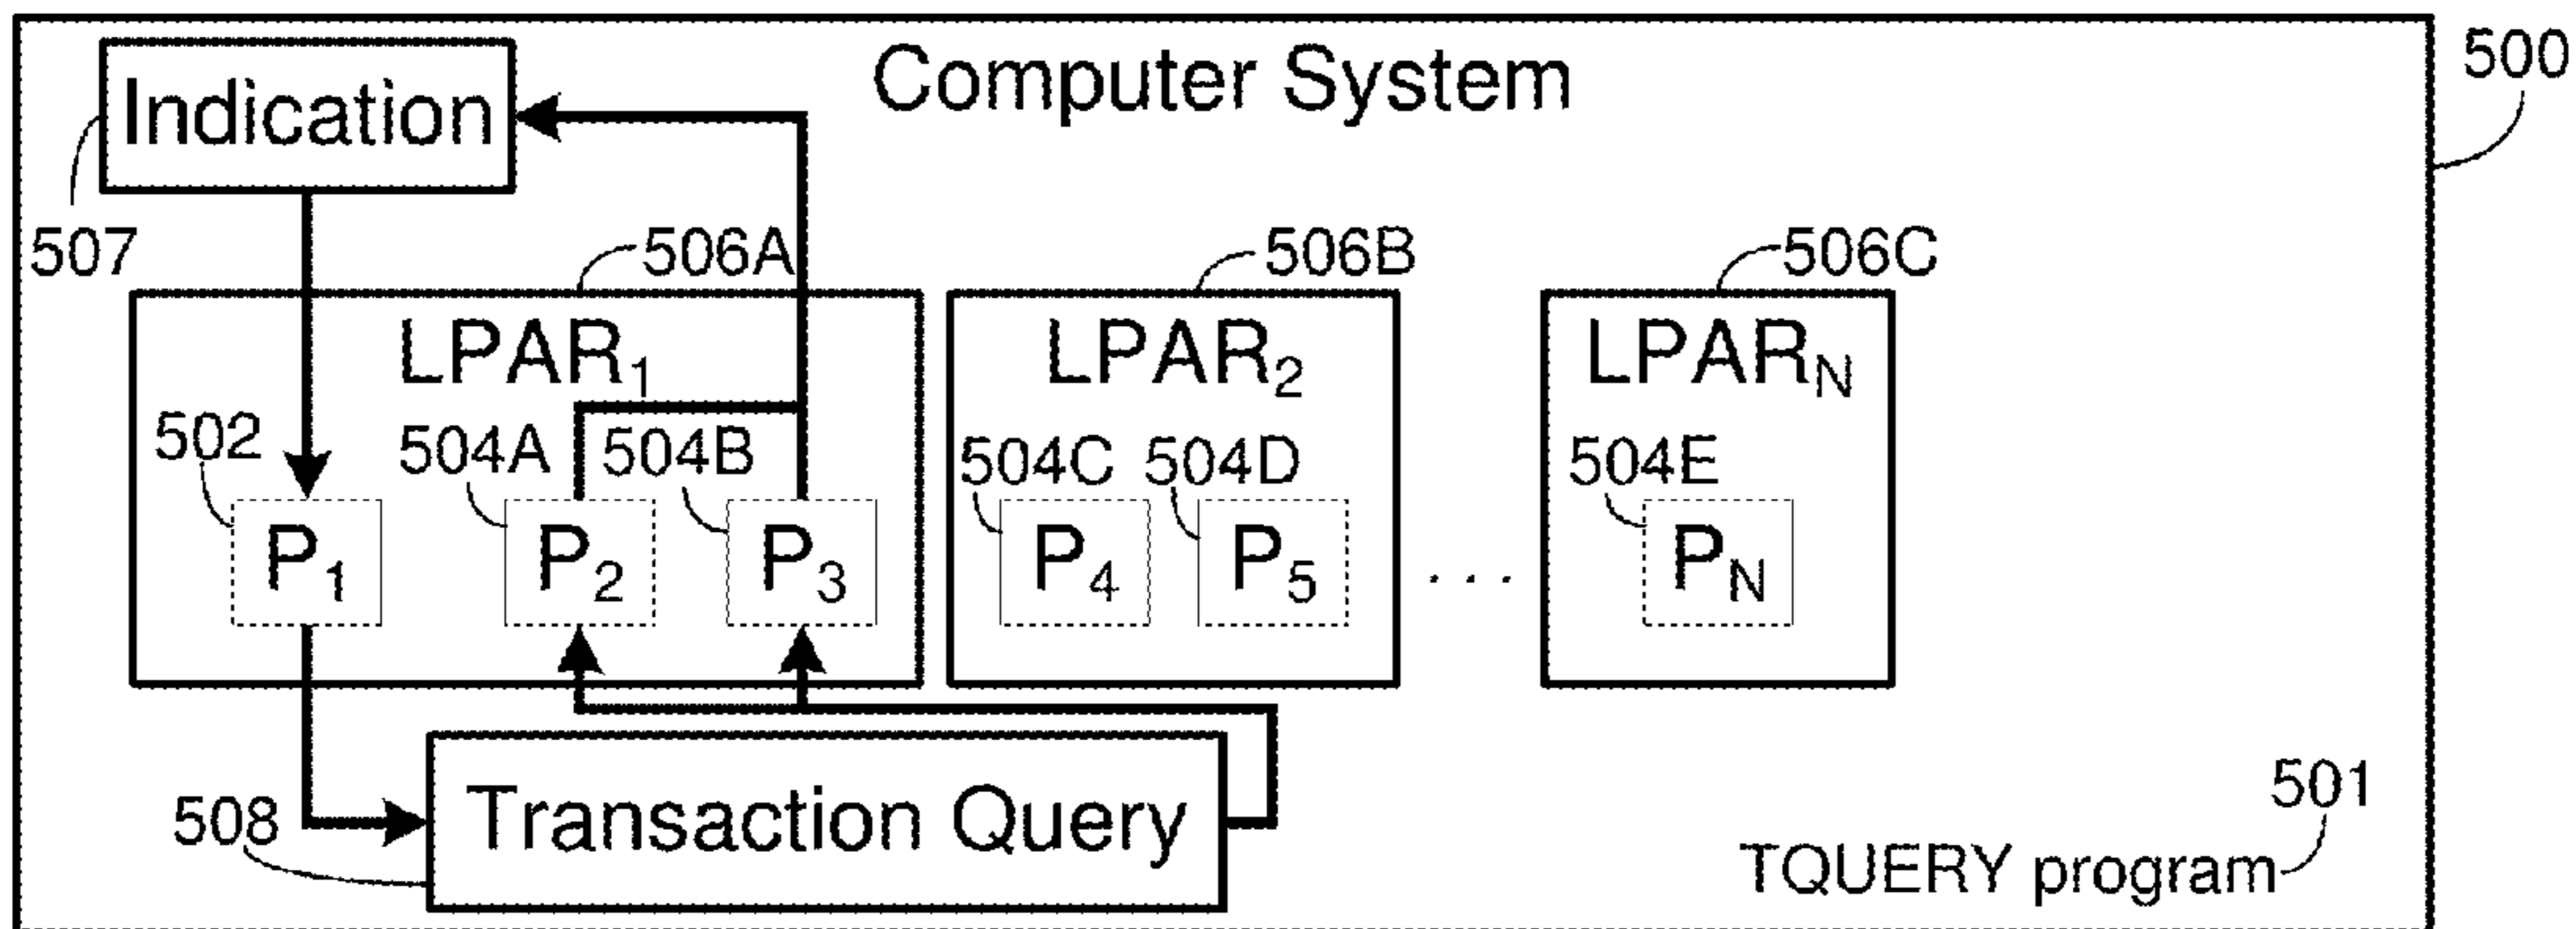 Computer System
500
Indication
507
506A
506B
506C
LPAR1
LPAR2
LPARN
502
504A
504B
504C
504D
504E
P1
P2
P3
P4
P5
. . .
PN
508
Transaction Query
501
TQUERY program